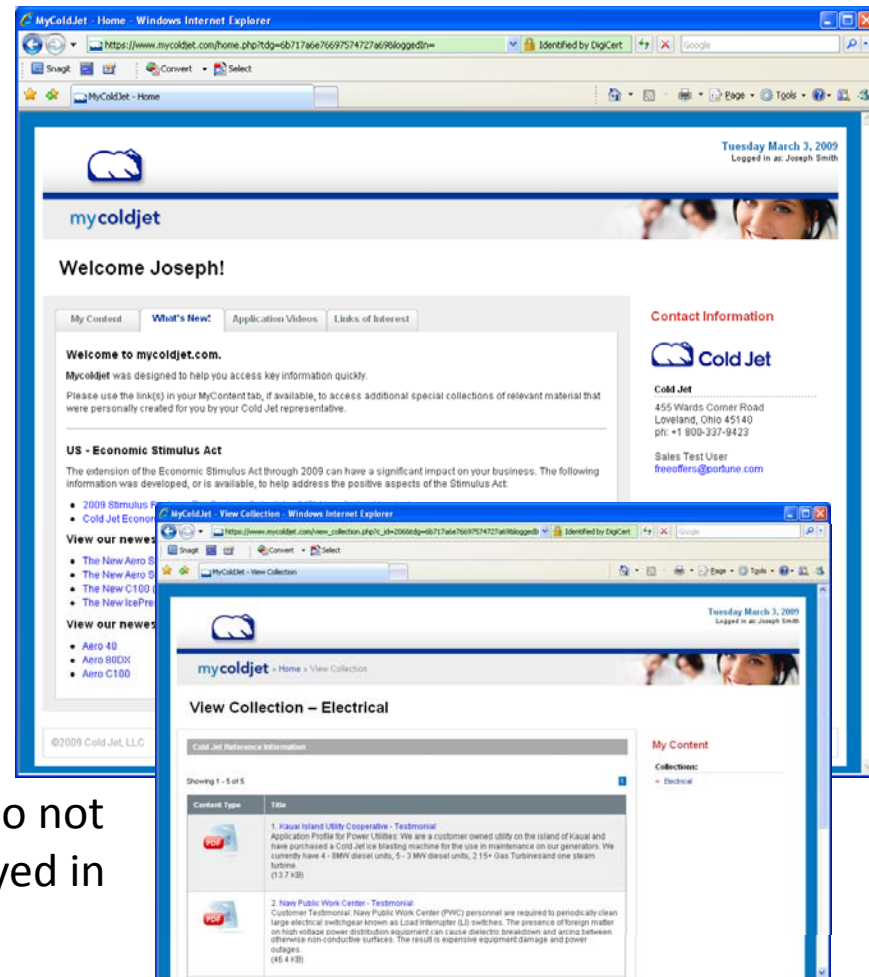 MyColdJet - Home - Windows Internet Explorer
https://www.mycoldjet.com/home.php?tdg=6b717a6e76697574727a698loggedIn=
Identified by DigiCert
Google
SnagIt
Convert
Select
MyColdJet - Home
Page
Tools
Tuesday March 3, 2009
Logged in as: Joseph Smith
mycoldjet
Welcome Joseph!
My Content
What's New!
Application Videos
Links of Interest
Welcome to mycoldjet.com.
Mycoldjet was designed to help you access key information quickly.
Please use the link(s) in your MyContent tab, if available, to access additional special collections of relevant material that
were personally created for you by your Cold Jet representative.
US - Economic Stimulus Act
The extension of the Economic Stimulus Act through 2009 can have a significant impact on your business. The following
information was developed, or is available, to help address the positive aspects of the Stimulus Act:
2009 Stimulus
Cold Jet Econo
View our newes
The New Aero S
The New Aero S
The New C100 (
The New IcePre
View our newes
Aero 40
Aero 80DX
Aero C100
©2009 Cold Jet, LLC
Contact Information
Cold Jet
Cold Jet
455 Wards Corner Road
Loveland, Ohio 45140
ph: +1 800-337-9423
Sales Test User
freeoffers@portune.com
MyColdJet - View Collection - Windows Internet Explorer
Identified by DigiCert
Google
SnagIt
Convert
Select
MyColdJet - View Collection
Page
Tools
Tuesday March 3, 2009
Logged in as: Joseph Smith
mycoldjet » Home » View Collection
View Collection – Electrical
Cold Jet Reference Information
Showing 1 - 5 of 5
1
Content Type
Title
PDF
1. Kauai Island Utility Cooperative - Testimonial
Application Profile for Power Utilities: We are a customer owned utility on the island of Kauai and
have purchased a Cold Jet ice blasting machine for the use in maintenance on our generators. We
currently have 4 - 8MW diesel units, 5 - 3 MW diesel units, 2 15+ Gas Turbinesand one steam
turbine.
(13.7 KB)
PDF
2. Navy Public Work Center - Testimonial
Customer Testimonial: Navy Public Work Center (PWC) personnel are required to periodically clean
large electrical switchgear known as Load Interrupter (LI) switches. The presence of foreign matter
on high voltage power distribution equipment can cause dielectric breakdown and arcing between
otherwise non-conductive surfaces. The result is expensive equipment damage and power
outages.
(46.4 KB)
My Content
Collections:
Electrical
o not
yed in